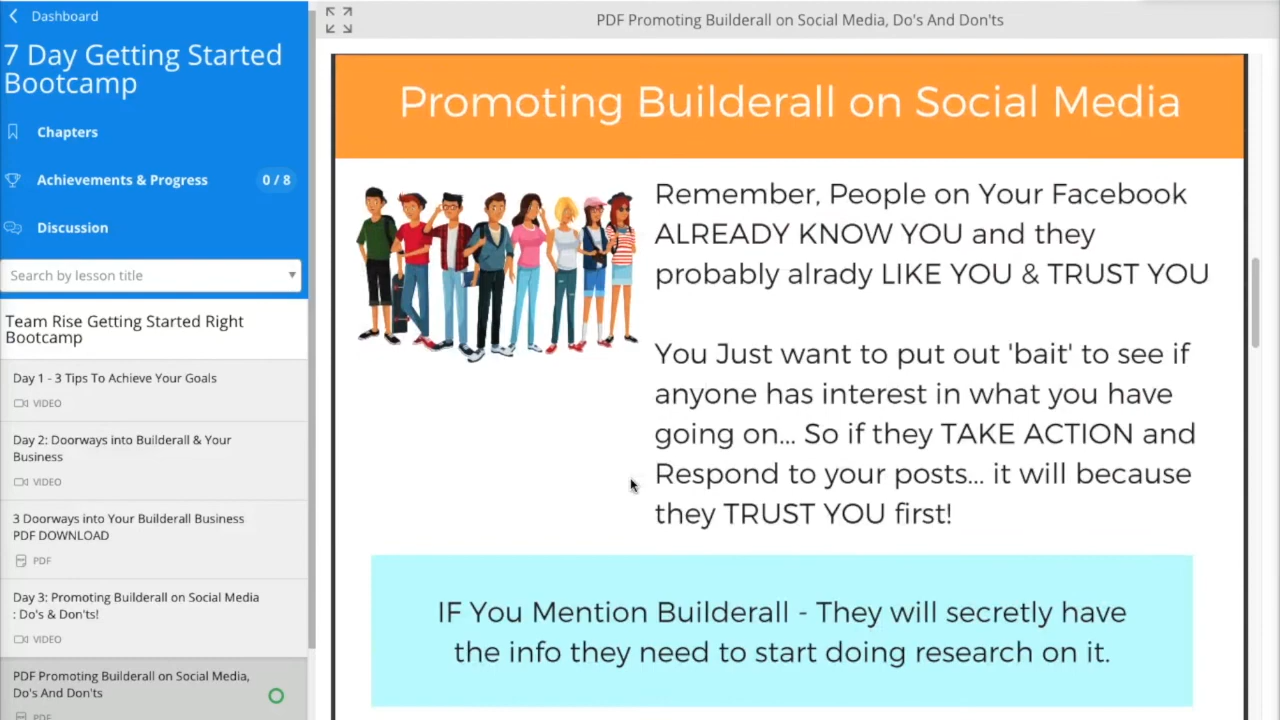 Dashboard
7 Day Getting Started
Bootcamp
Chapters
Achievements & Progress 0 / 8
Discussion
Search by lesson title
Team Rise Getting Started Right
Bootcamp
Day 1 - 3 Tips To Achieve Your Goals
VIDEO
Day 2: Doorways into Builderall & Your
Business
VIDEO
3 Doorways into Your Builderall Business
PDF DOWNLOAD
PDF
Day 3: Promoting Builderall on Social Media
: Do's & Don'ts!
VIDEO
PDF Promoting Builderall on Social Media,
Do's And Don'ts
PDF
PDF Promoting Builderall on Social Media, Do's And Don'ts
Promoting Builderall on Social Media
Remember, People on Your Facebook
ALREADY KNOW YOU and they
probably alrady LIKE YOU & TRUST YOU
You Just want to put out 'bait' to see if
anyone has interest in what you have
going on... So if they TAKE ACTION and
Respond to your posts... it will because
they TRUST YOU first!
IF You Mention Builderall - They will secretly have
the info they need to start doing research on it.